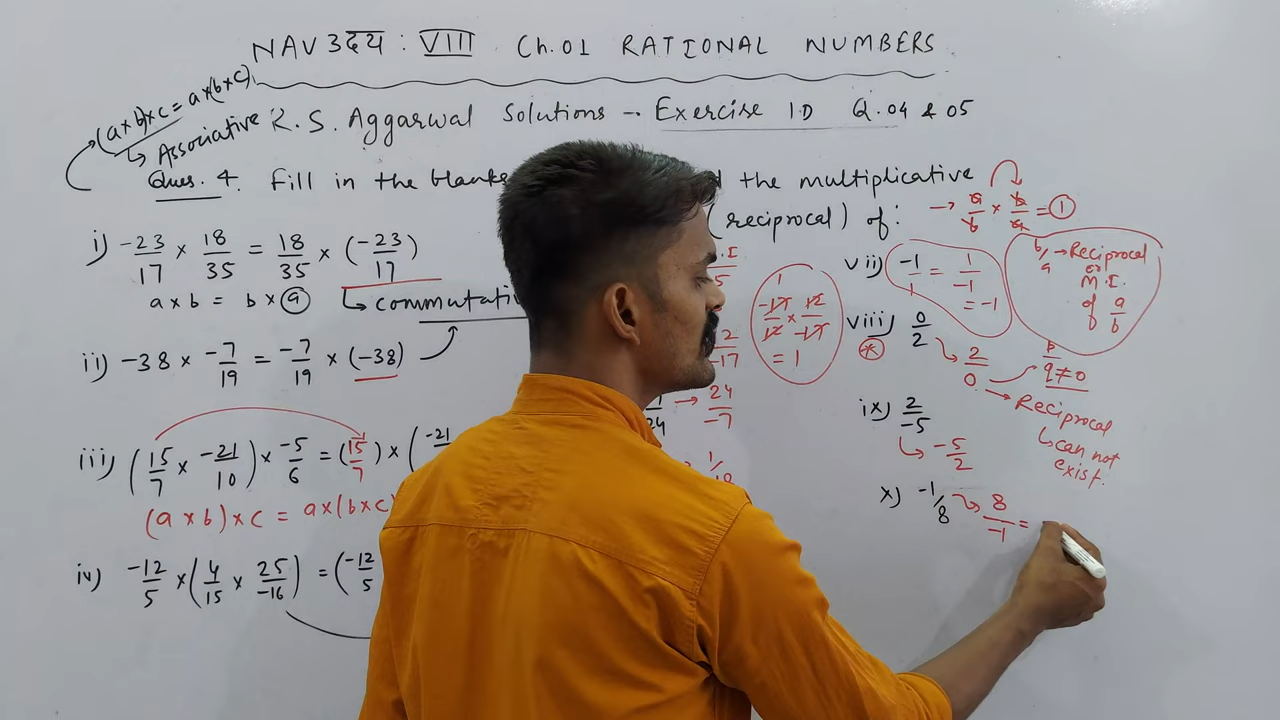 NAV उदय : VIII Ch.01 RATIONAL NUMBERS
(a×b)×c = a×(b×c)
↳ Associative
R.S. Aggarwal Solutions -- Exercise 1D Q.04 & 05
Ques. 4. Fill in the blanks
the multiplicative
(reciprocal) of:
→ a/b × b/a = 1
i) -23/17 × 18/35 = 18/35 × (-23/17)
a×b = b×a
↳ commutati
ii) -38 × -7/19 = -7/19 × (-38)
iii) (15/7 × -21/10) × -5/6 = (15/7) × (-21
(a×b)×c = a×(b×c)
iv) -12/5 × (4/15 × 25/-16) = (-12/5
-17/12 × 12/-17
= 1
24 → 24/-7
vii) -1/1 = 1/-1
= -1
b/a → Reciprocal
or
M.I.
of a/b
viii) 0/2
2/0
p/q q≠0
→ Reciprocal
↳ can not
exist.
ix) 2/-5
↳ -5/2
x) -1/8 → 8/-1 =